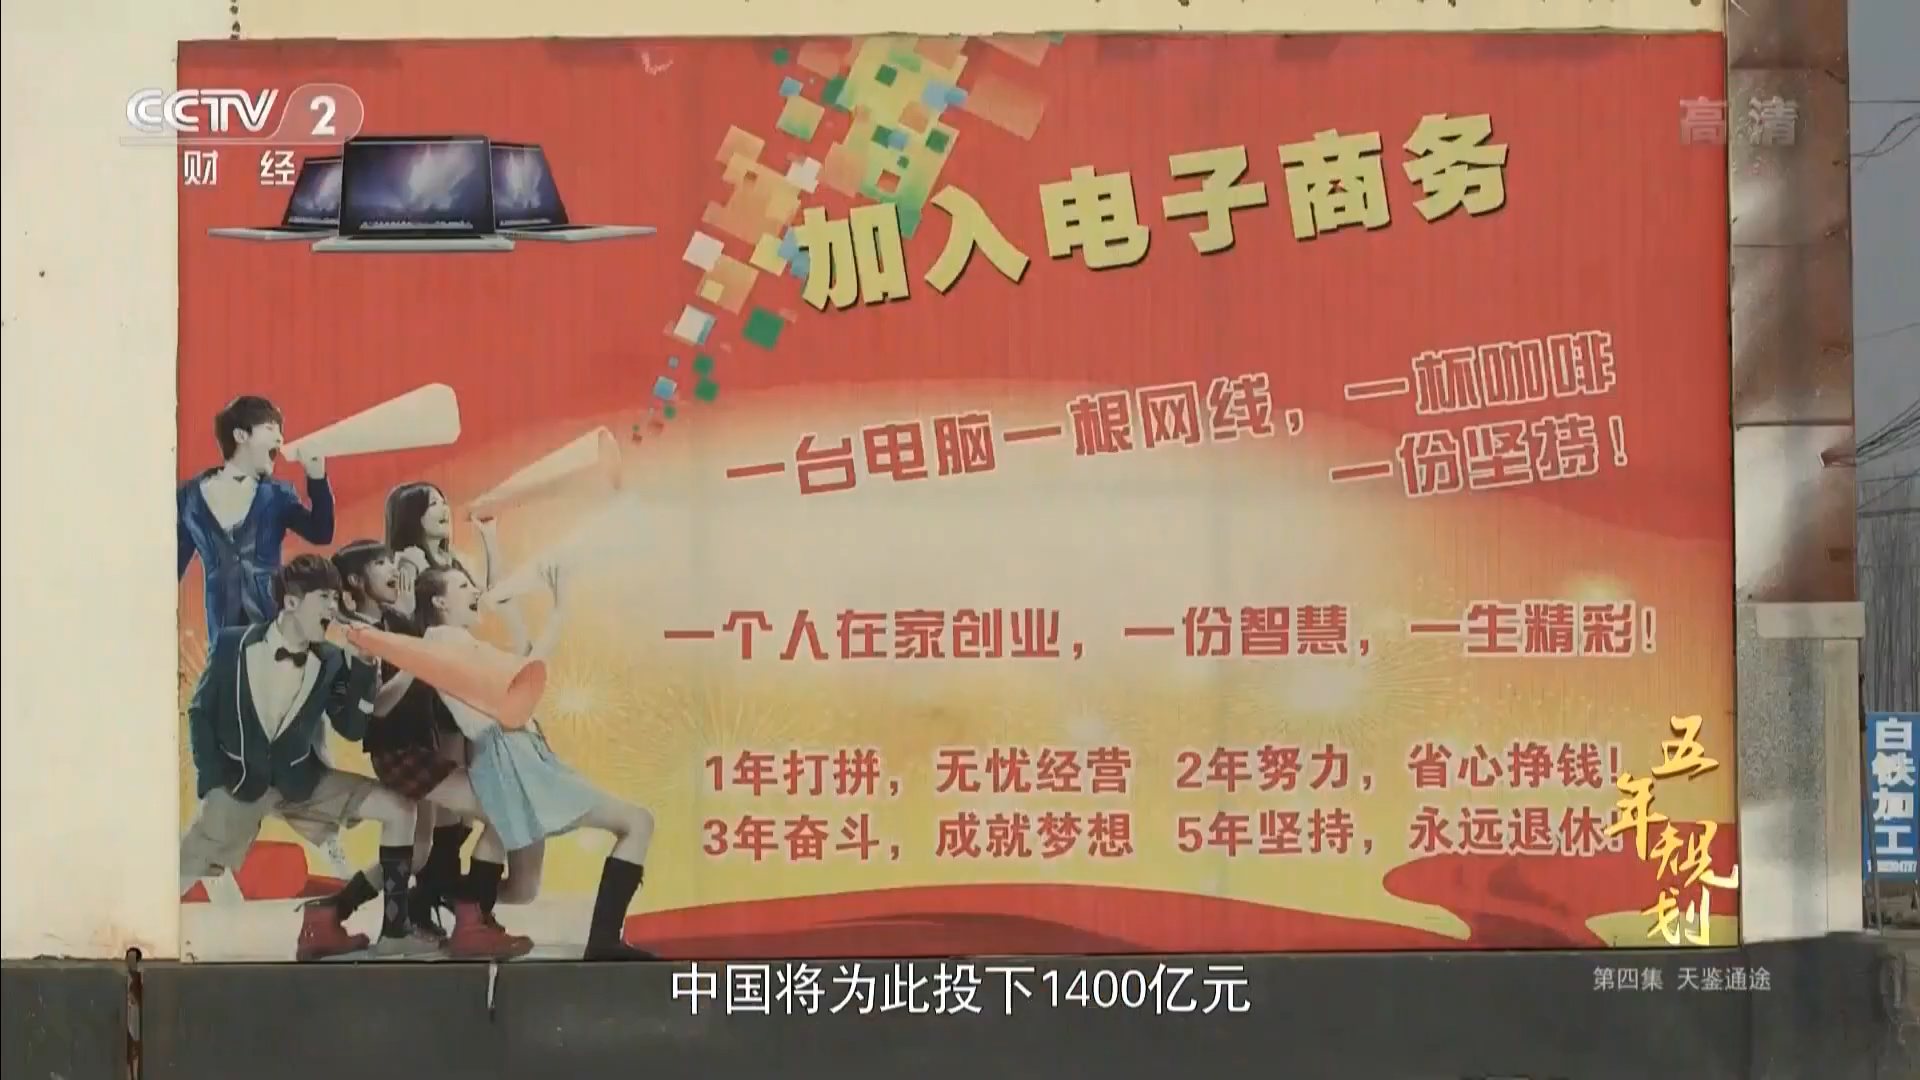 CCTV 2
财 经
高清
加入电子商务
一台电脑一根网线，一杯咖啡
一份坚持！
一个人在家创业，一份智慧，一生精彩！
1年打拼，无忧经营 2年努力，省心挣钱！
3年奋斗，成就梦想 5年坚持，永远退休！
五年规划
白铁加工
中国将为此投下1400亿元
第四集 天鉴通途